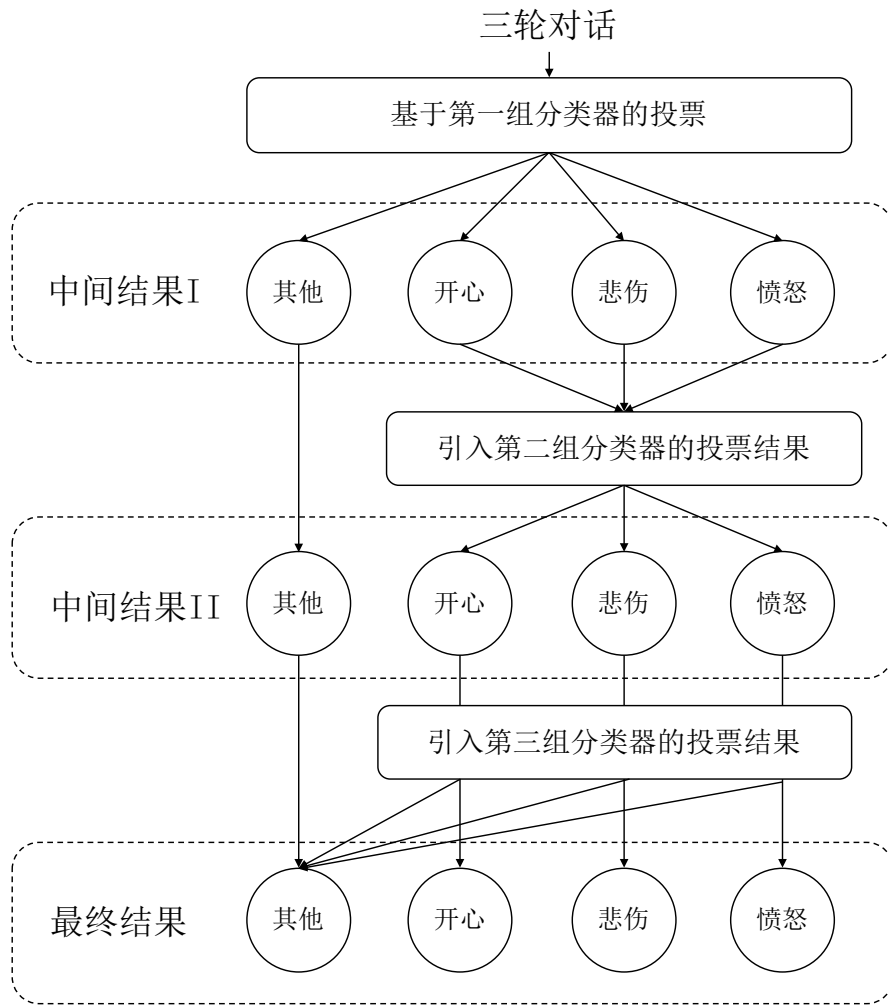 三轮对话
基于第一组分类器的投票
中间结果I
其他
开心
悲伤
愤怒
引入第二组分类器的投票结果
中间结果II
其他
开心
悲伤
愤怒
引入第三组分类器的投票结果
最终结果
其他
开心
悲伤
愤怒